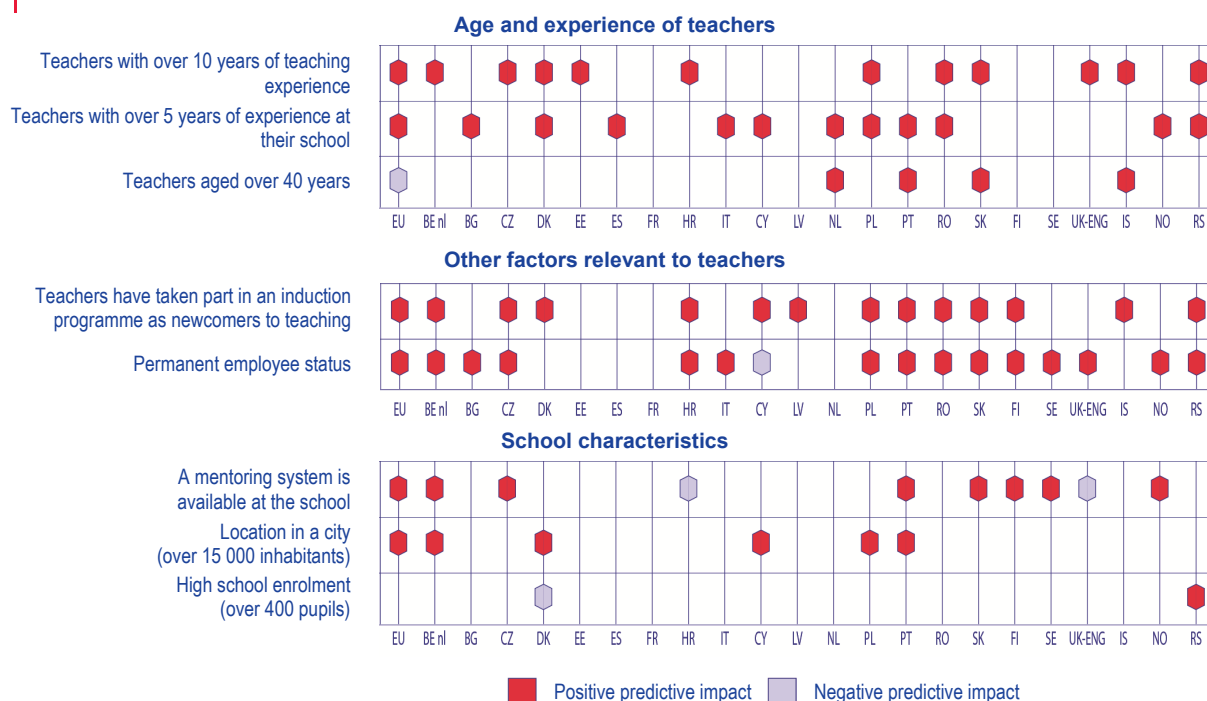 Age and experience of teachers
Teachers with over 10 years of teaching
experience
Teachers with over 5 years of experience at
their school
Teachers aged over 40 years
EU BE nl BG CZ DK EE ES FR HR IT CY LV NL PL PT RO SK FI SE UK-ENG IS NO RS
Other factors relevant to teachers
Teachers have taken part in an induction
programme as newcomers to teaching
Permanent employee status
EU BE nl BG CZ DK EE ES FR HR IT CY LV NL PL PT RO SK FI SE UK-ENG IS NO RS
School characteristics
A mentoring system is
available at the school
Location in a city
(over 15 000 inhabitants)
High school enrolment
(over 400 pupils)
EU BE nl BG CZ DK EE ES FR HR IT CY LV NL PL PT RO SK FI SE UK-ENG IS NO RS
Positive predictive impact Negative predictive impact